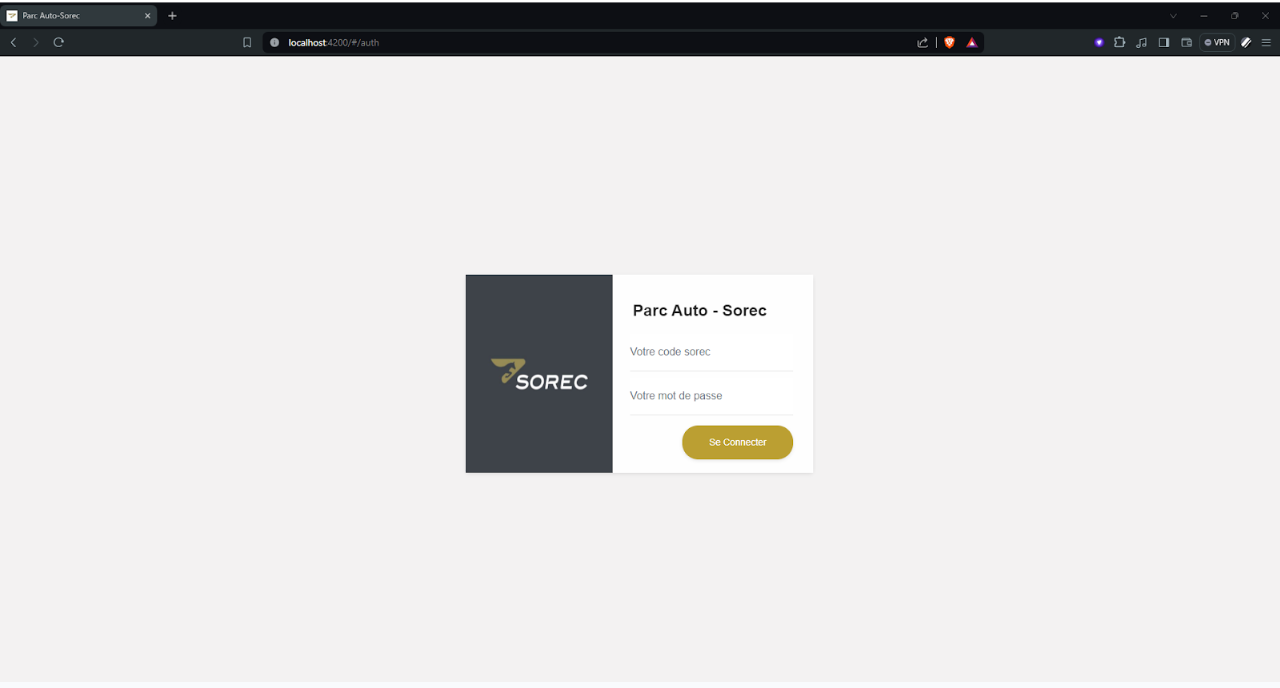 Parc Auto-Sorec
localhost:4200/#/auth
VPN
Parc Auto - Sorec
Votre code sorec
SOREC
Votre mot de passe
Se Connecter